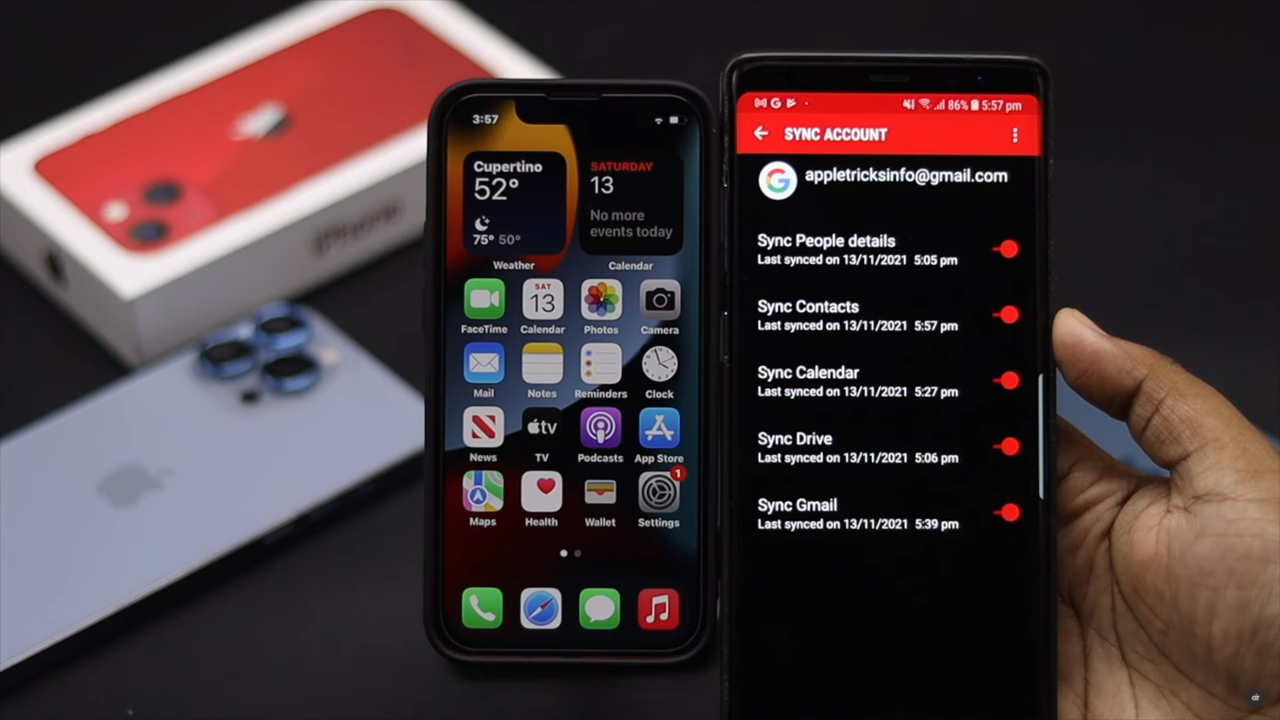 iPhone
3:57
Cupertino
52°
75° 50°
Weather
SATURDAY
13
No more
events today
Calendar
SAT
13
FaceTime
Calendar
Photos
Camera
Mail
Notes
Reminders
Clock
tv
News
TV
Podcasts
App Store
1
Maps
Health
Wallet
Settings
86% 5:57 pm
SYNC ACCOUNT
G
appletricksinfo@gmail.com
Sync People details
Last synced on 13/11/2021 5:05 pm
Sync Contacts
Last synced on 13/11/2021 5:57 pm
Sync Calendar
Last synced on 13/11/2021 5:27 pm
Sync Drive
Last synced on 13/11/2021 5:06 pm
Sync Gmail
Last synced on 13/11/2021 5:39 pm